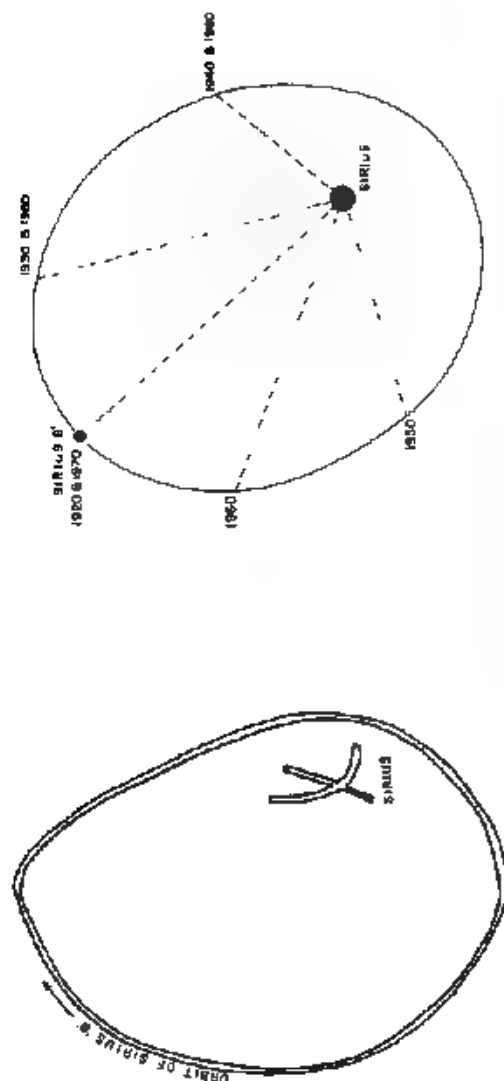 ORBIT OF SIRIUS 'B'
SIRIUS
1930 & 1980
SIRIUS 'B'
1920 & 1970
1940 & 1990
1960
SIRIUS
1950